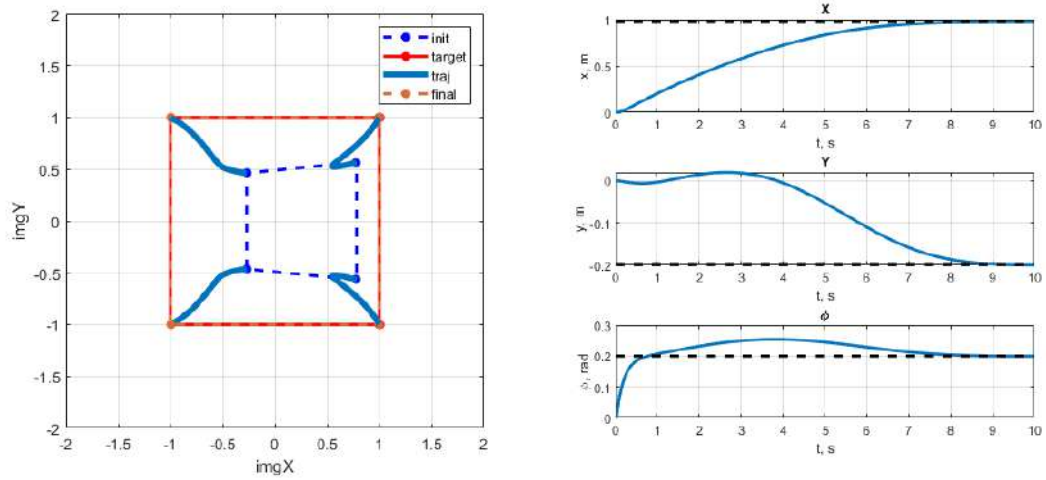 2
1.5
1
0.5
0
-0.5
-1
-1.5
-2
imgY
-2
-1.5
-1
-0.5
0
0.5
1
1.5
2
imgX
init
target
traj
final
X
1
0.5
0
x, m
0 1 2 3 4 5 6 7 8 9 10
t, s
Y
0
-0.1
-0.2
y, m
0 1 2 3 4 5 6 7 8 9 10
t, s
ϕ
0.3
0.2
0.1
0
ϕ, rad
0 1 2 3 4 5 6 7 8 9 10
t, s